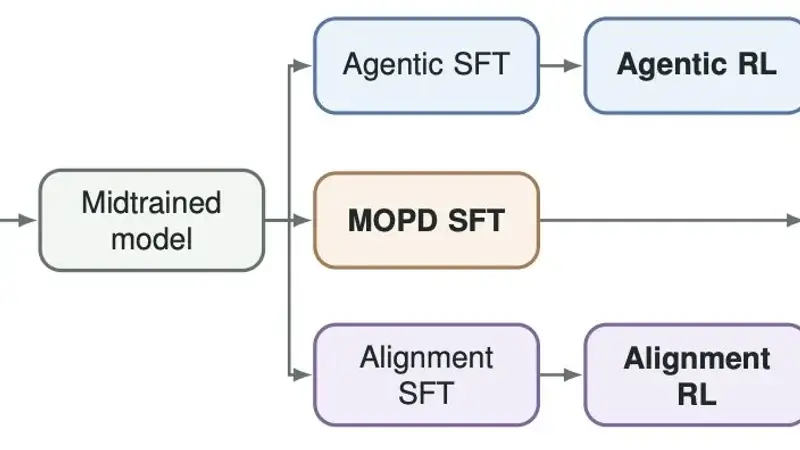 Agentic SFT
Agentic RL
Midtrained
model
MOPD SFT
Alignment
SFT
Alignment
RL